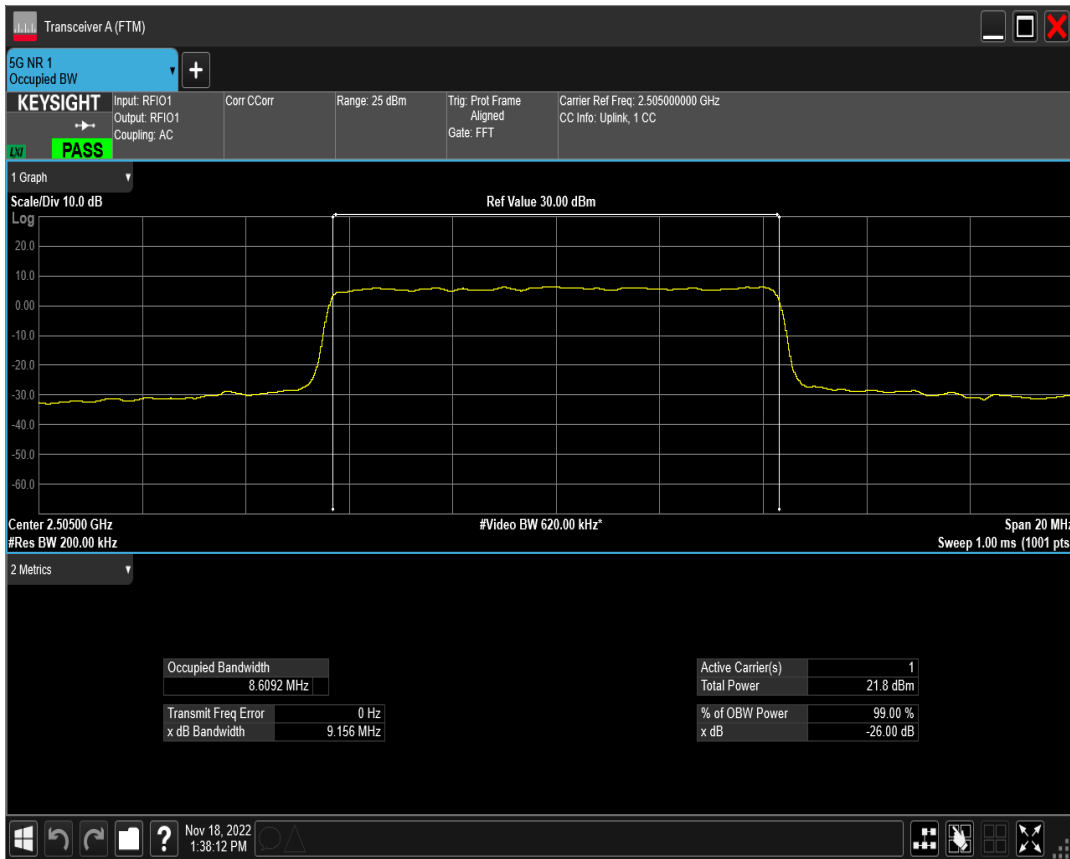 Transceiver A (FTM)
5G NR 1
Occupied BW
+
KEYSIGHT
LXI
PASS
Input: RFIO1
Output: RFIO1
Coupling: AC
Corr CCorr
Range: 25 dBm
Trig: Prot Frame
Aligned
Gate: FFT
Carrier Ref Freq: 2.505000000 GHz
CC Info: Uplink, 1 CC
1 Graph
Scale/Div 10.0 dB
Ref Value 30.00 dBm
Log
20.0
10.0
0.00
-10.0
-20.0
-30.0
-40.0
-50.0
-60.0
Center 2.50500 GHz
#Video BW 620.00 kHz*
Span 20 MHz
#Res BW 200.00 kHz
Sweep 1.00 ms (1001 pts
2 Metrics
Occupied Bandwidth
8.6092 MHz
Transmit Freq Error 0 Hz
x dB Bandwidth 9.156 MHz
Active Carrier(s) 1
Total Power 21.8 dBm
% of OBW Power 99.00 %
x dB -26.00 dB
?
Nov 18, 2022
1:38:12 PM